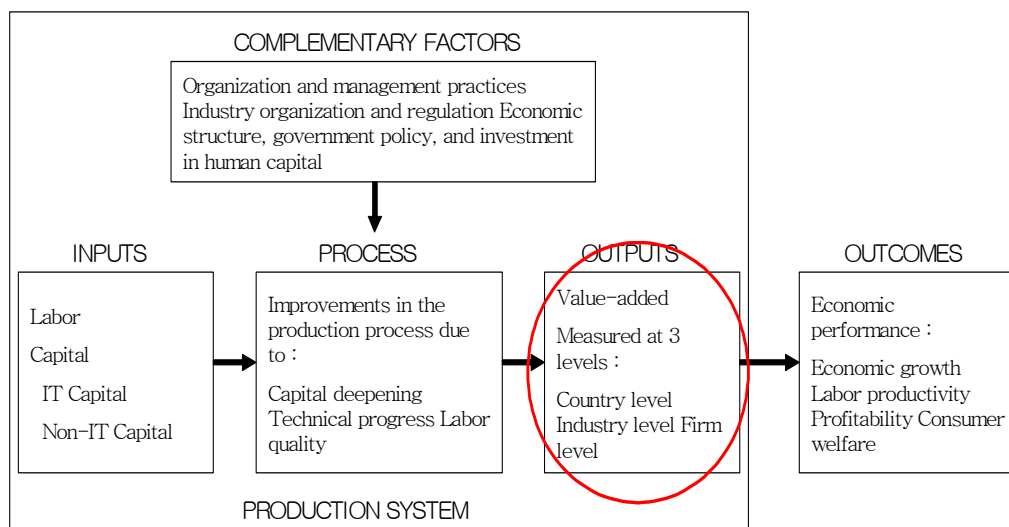 COMPLEMENTARY FACTORS
Organization and management practices
Industry organization and regulation Economic
structure, government policy, and investment
in human capital
INPUTS
Labor
Capital
IT Capital
Non-IT Capital
PROCESS
Improvements in the
production process due
to :
Capital deepening
Technical progress Labor
quality
OUTPUTS
Value-added
Measured at 3
levels :
Country level
Industry level Firm
level
OUTCOMES
Economic
performance :
Economic growth
Labor productivity
Profitability Consumer
welfare
PRODUCTION SYSTEM